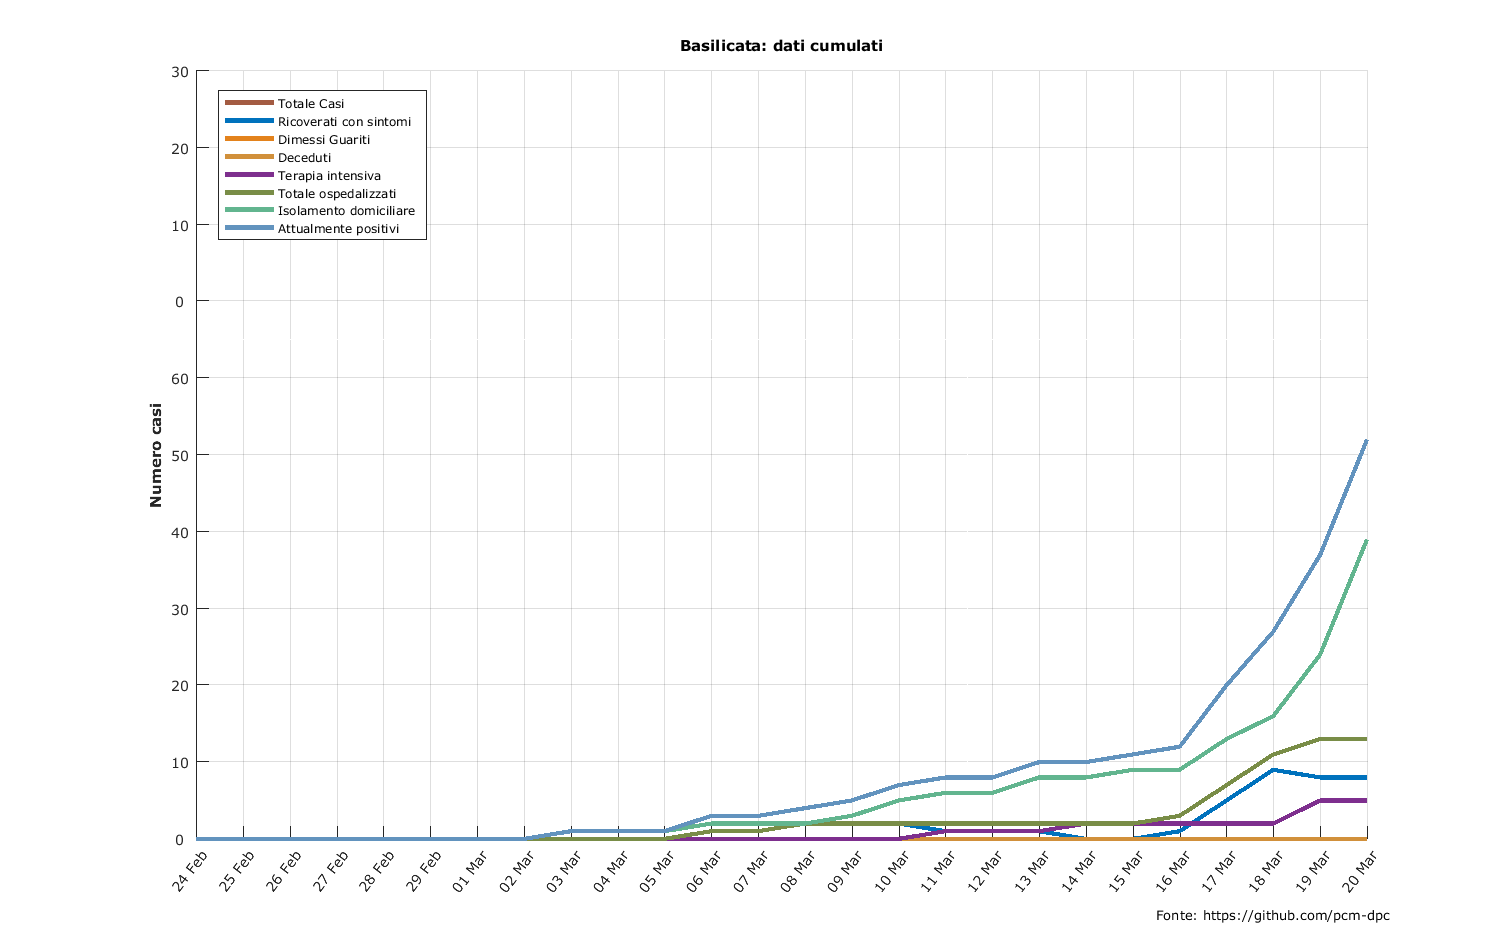 Basilicata: dati cumulati
30
20
10
0
60
50
40
30
20
10
0
Numero casi
Totale Casi
Ricoverati con sintomi
Dimessi Guariti
Deceduti
Terapia intensiva
Totale ospedalizzati
Isolamento domiciliare
Attualmente positivi
24 Feb
25 Feb
26 Feb
27 Feb
28 Feb
29 Feb
01 Mar
02 Mar
03 Mar
04 Mar
05 Mar
06 Mar
07 Mar
08 Mar
09 Mar
10 Mar
11 Mar
12 Mar
13 Mar
14 Mar
15 Mar
16 Mar
17 Mar
18 Mar
19 Mar
20 Mar
Fonte: https://github.com/pcm-dpc